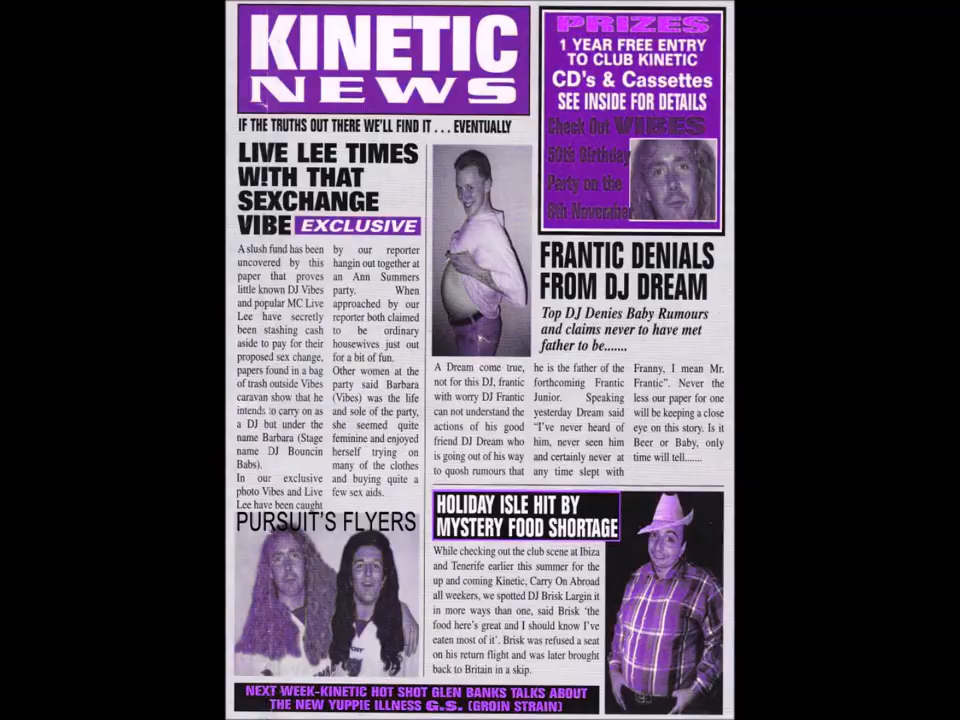 KINETIC
NEWS
IF THE TRUTHS OUT THERE WE'LL FIND IT . . . EVENTUALLY
LIVE LEE TIMES
W!TH THAT
SEXCHANGE
VIBE EXCLUSIVE
A slush fund has been
uncovered by this
paper that proves
little known DJ Vibes
and popular MC Live
Lee have secretly
been stashing cash
aside to pay for their
proposed sex change,
papers found in a bag
of trash outside Vibes
caravan show that he
intends to carry on as
a DJ but under the
name Barbara (Stage
name DJ Bouncin
Babs).
In our exclusive
photo Vibes and Live
Lee have been caught
by our reporter
hangin out together at
an Ann Summers
party. When
approached by our
reporter both claimed
to be ordinary
housewives just out
for a bit of fun.
Other women at the
party said Barbara
(Vibes) was the life
and sole of the party,
she seemed quite
feminine and enjoyed
herself trying on
many of the clothes
and buying quite a
few sex aids.
PURSUIT'S FLYERS
PRIZES
1 YEAR FREE ENTRY
TO CLUB KINETIC
CD's & Cassettes
SEE INSIDE FOR DETAILS
Check Out VIBES
50th Birthday
Party on the
8th November
FRANTIC DENIALS
FROM DJ DREAM
Top DJ Denies Baby Rumours
and claims never to have met
father to be.......
A Dream come true,
not for this DJ, frantic
with worry DJ Frantic
can not understand the
actions of his good
friend DJ Dream who
is going out of his way
to quosh rumours that
he is the father of the
forthcoming Frantic
Junior. Speaking
yesterday Dream said
"I've never heard of
him, never seen him
and certainly never at
any time slept with
Franny, I mean Mr.
Frantic". Never the
less our paper for one
will be keeping a close
eye on this story. Is it
Beer or Baby, only
time will tell.......
HOLIDAY ISLE HIT BY
MYSTERY FOOD SHORTAGE
While checking out the club scene at Ibiza
and Tenerife earlier this summer for the
up and coming Kinetic, Carry On Abroad
all weekers, we spotted DJ Brisk Largin it
in more ways than one, said Brisk 'the
food here's great and I should know I've
eaten most of it'. Brisk was refused a seat
on his return flight and was later brought
back to Britain in a skip.
NEXT WEEK-KINETIC HOT SHOT GLEN BANKS TALKS ABOUT
THE NEW YUPPIE ILLNESS G.S. (GROIN STRAIN)